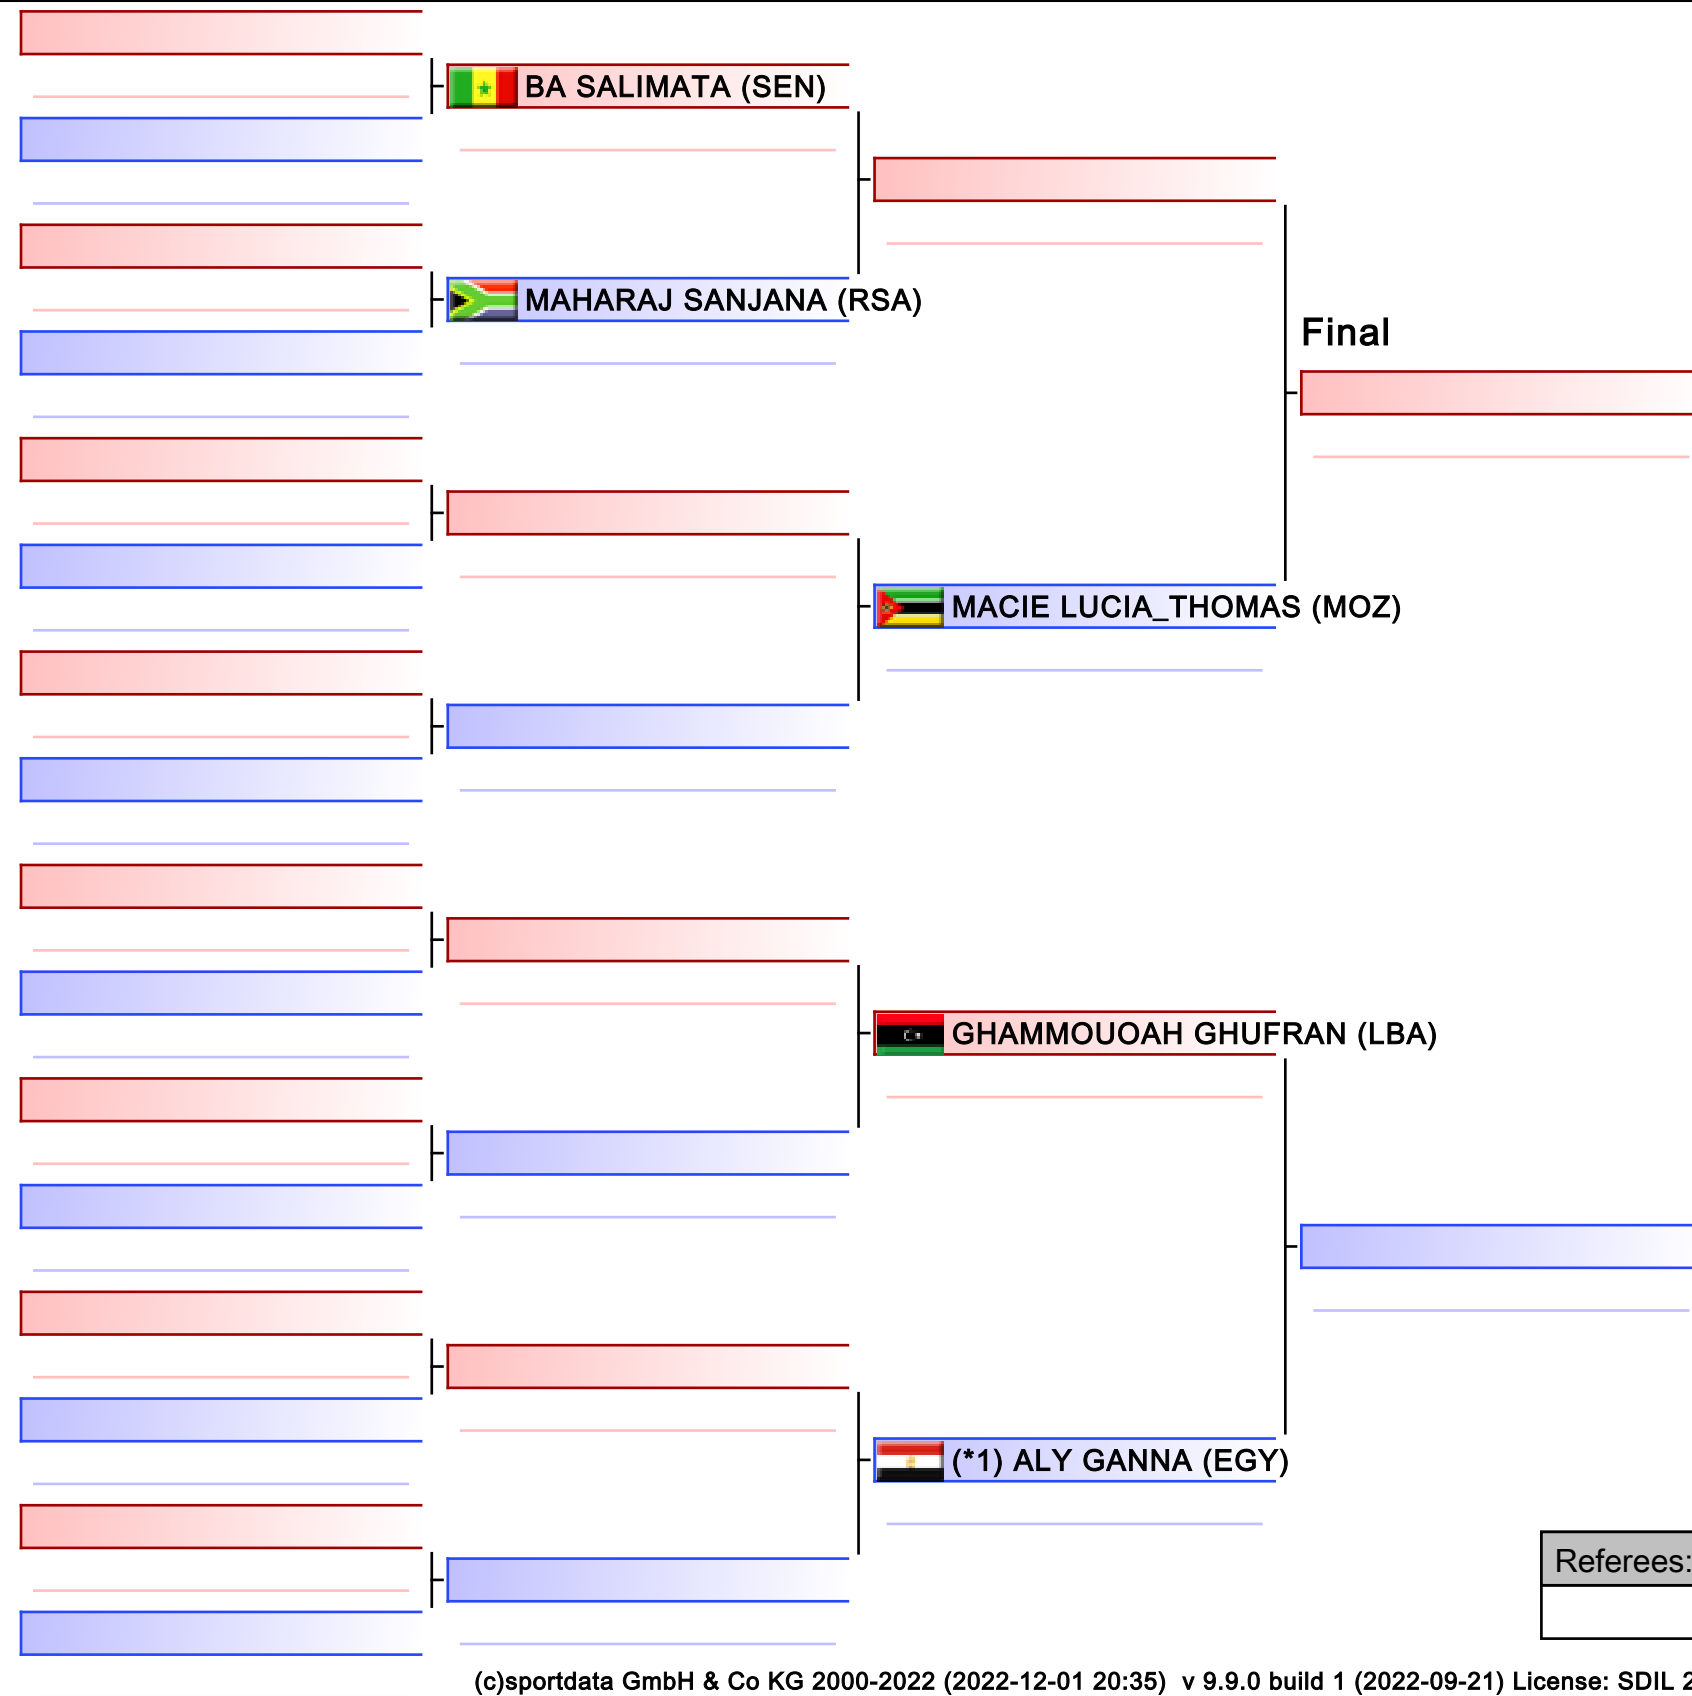 BA SALIMATA (SEN)
MAHARAJ SANJANA (RSA)
Final
MACIE LUCIA_THOMAS (MOZ)
GHAMMOUOAH GHUFRAN (LBA)
(*1) ALY GANNA (EGY)
Referees:
(c)sportdata GmbH & Co KG 2000-2022 (2022-12-01 20:35) v 9.9.0 build 1 (2022-09-21) License: SDIL 2